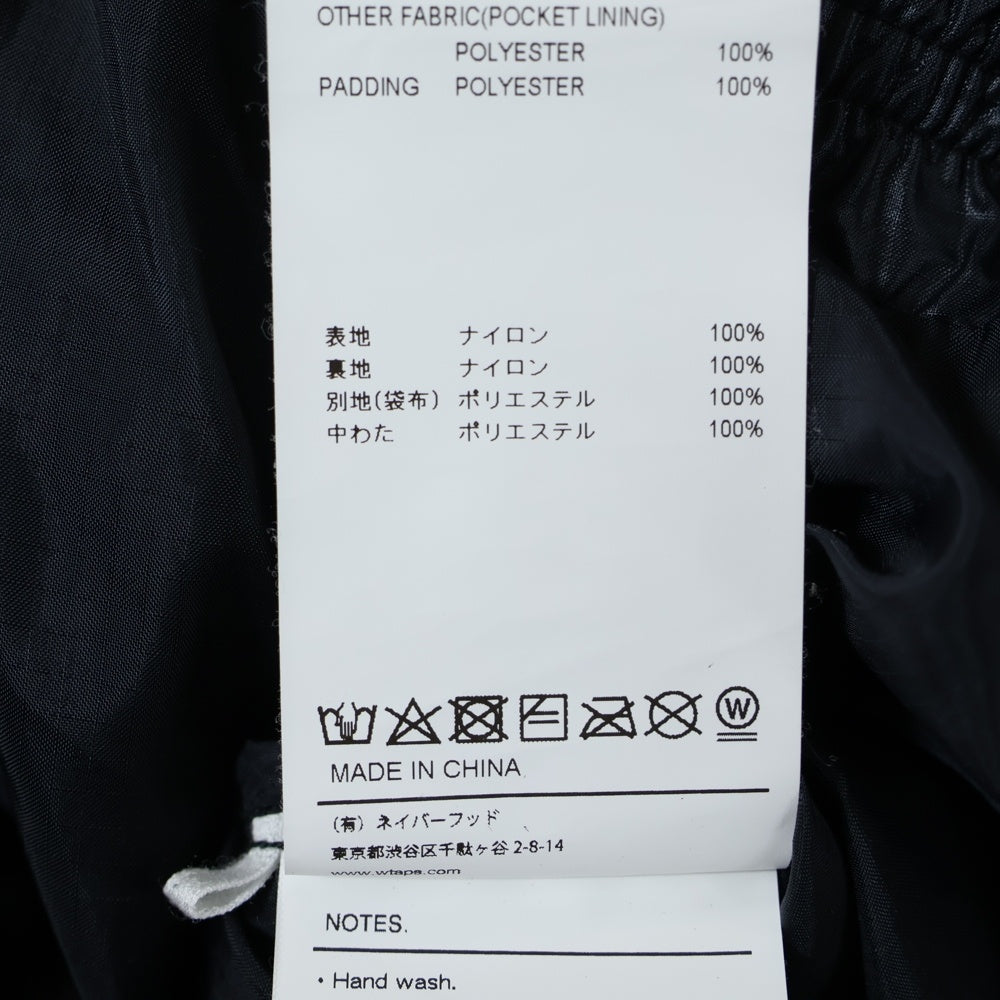 OTHER FABRIC(POCKET LINING)
POLYESTER 100%
PADDING POLYESTER 100%
表地 ナイロン 100%
裏地 ナイロン 100%
別地(袋布) ポリエステル 100%
中わた ポリエステル 100%
W
MADE IN CHINA
(有) ネイバーフッド
東京都渋谷区千駄ヶ谷 2-8-14
www.wtaps.com
NOTES.
・Hand wash.